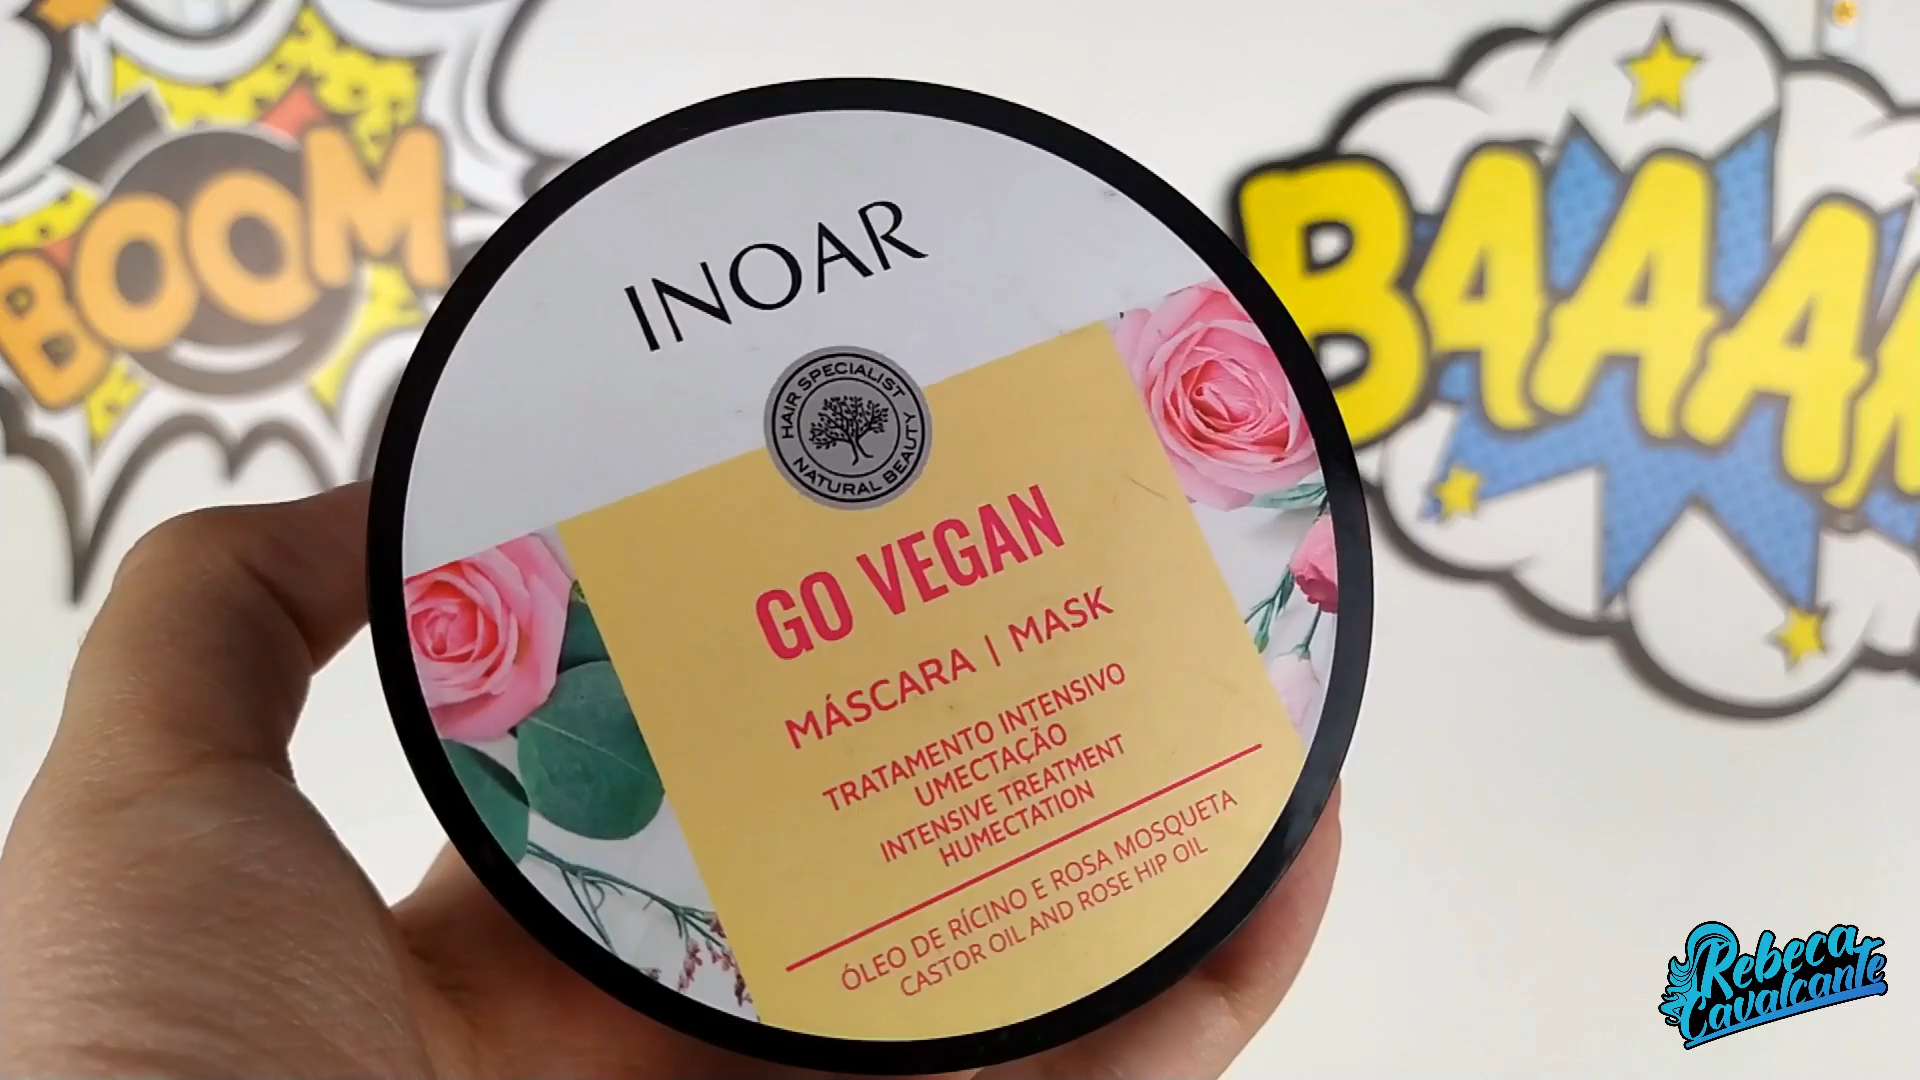 BOOM
INOAR
HAIR SPECIALIST
NATURAL BEAUTY
GO VEGAN
MÁSCARA | MASK
TRATAMENTO INTENSIVO
UMECTAÇÃO
INTENSIVE TREATMENT
HUMECTATION
ÓLEO DE RÍCINO E ROSA MOSQUETA
CASTOR OIL AND ROSE HIP OIL
Rebeca
Cavalcante